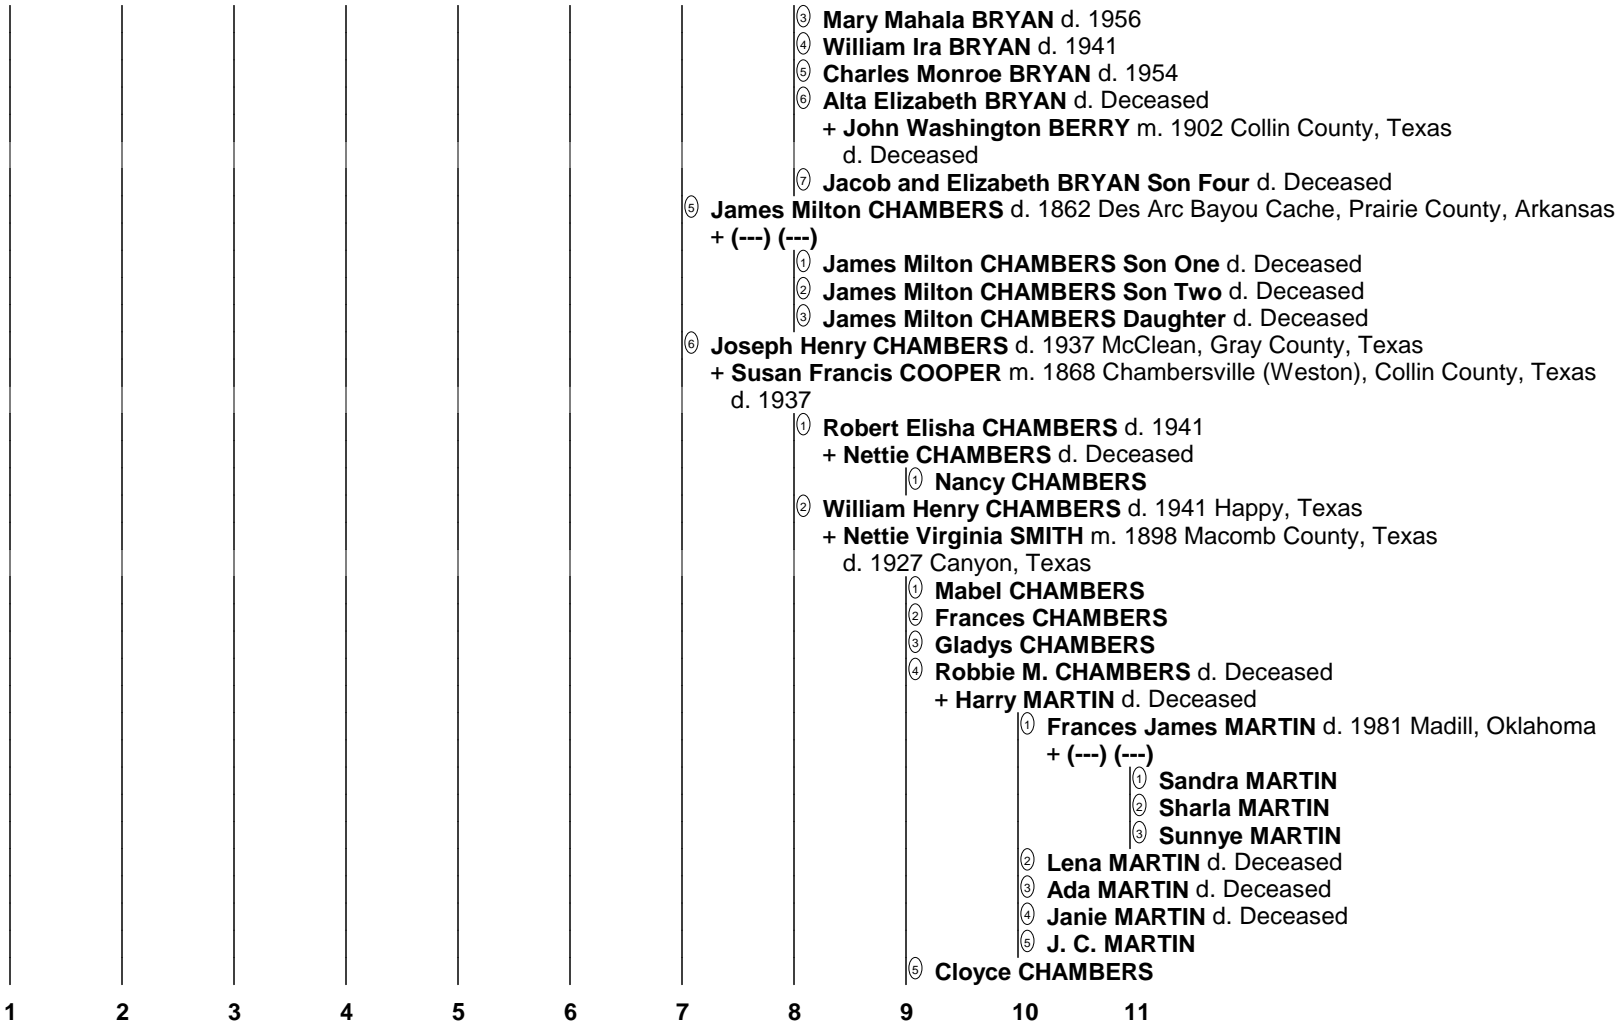 ③ Mary Mahala BRYAN d. 1956
④ William Ira BRYAN d. 1941
⑤ Charles Monroe BRYAN d. 1954
⑥ Alta Elizabeth BRYAN d. Deceased
+ John Washington BERRY m. 1902 Collin County, Texas
d. Deceased
⑦ Jacob and Elizabeth BRYAN Son Four d. Deceased
⑤ James Milton CHAMBERS d. 1862 Des Arc Bayou Cache, Prairie County, Arkansas
+ (---) (---)
① James Milton CHAMBERS Son One d. Deceased
② James Milton CHAMBERS Son Two d. Deceased
③ James Milton CHAMBERS Daughter d. Deceased
⑥ Joseph Henry CHAMBERS d. 1937 McClean, Gray County, Texas
+ Susan Francis COOPER m. 1868 Chambersville (Weston), Collin County, Texas
d. 1937
① Robert Elisha CHAMBERS d. 1941
+ Nettie CHAMBERS d. Deceased
① Nancy CHAMBERS
② William Henry CHAMBERS d. 1941 Happy, Texas
+ Nettie Virginia SMITH m. 1898 Macomb County, Texas
d. 1927 Canyon, Texas
① Mabel CHAMBERS
② Frances CHAMBERS
③ Gladys CHAMBERS
④ Robbie M. CHAMBERS d. Deceased
+ Harry MARTIN d. Deceased
① Frances James MARTIN d. 1981 Madill, Oklahoma
+ (---) (---)
① Sandra MARTIN
② Sharla MARTIN
③ Sunnye MARTIN
② Lena MARTIN d. Deceased
③ Ada MARTIN d. Deceased
④ Janie MARTIN d. Deceased
⑤ J. C. MARTIN
⑤ Cloyce CHAMBERS
1 2 3 4 5 6 7 8 9 10 11